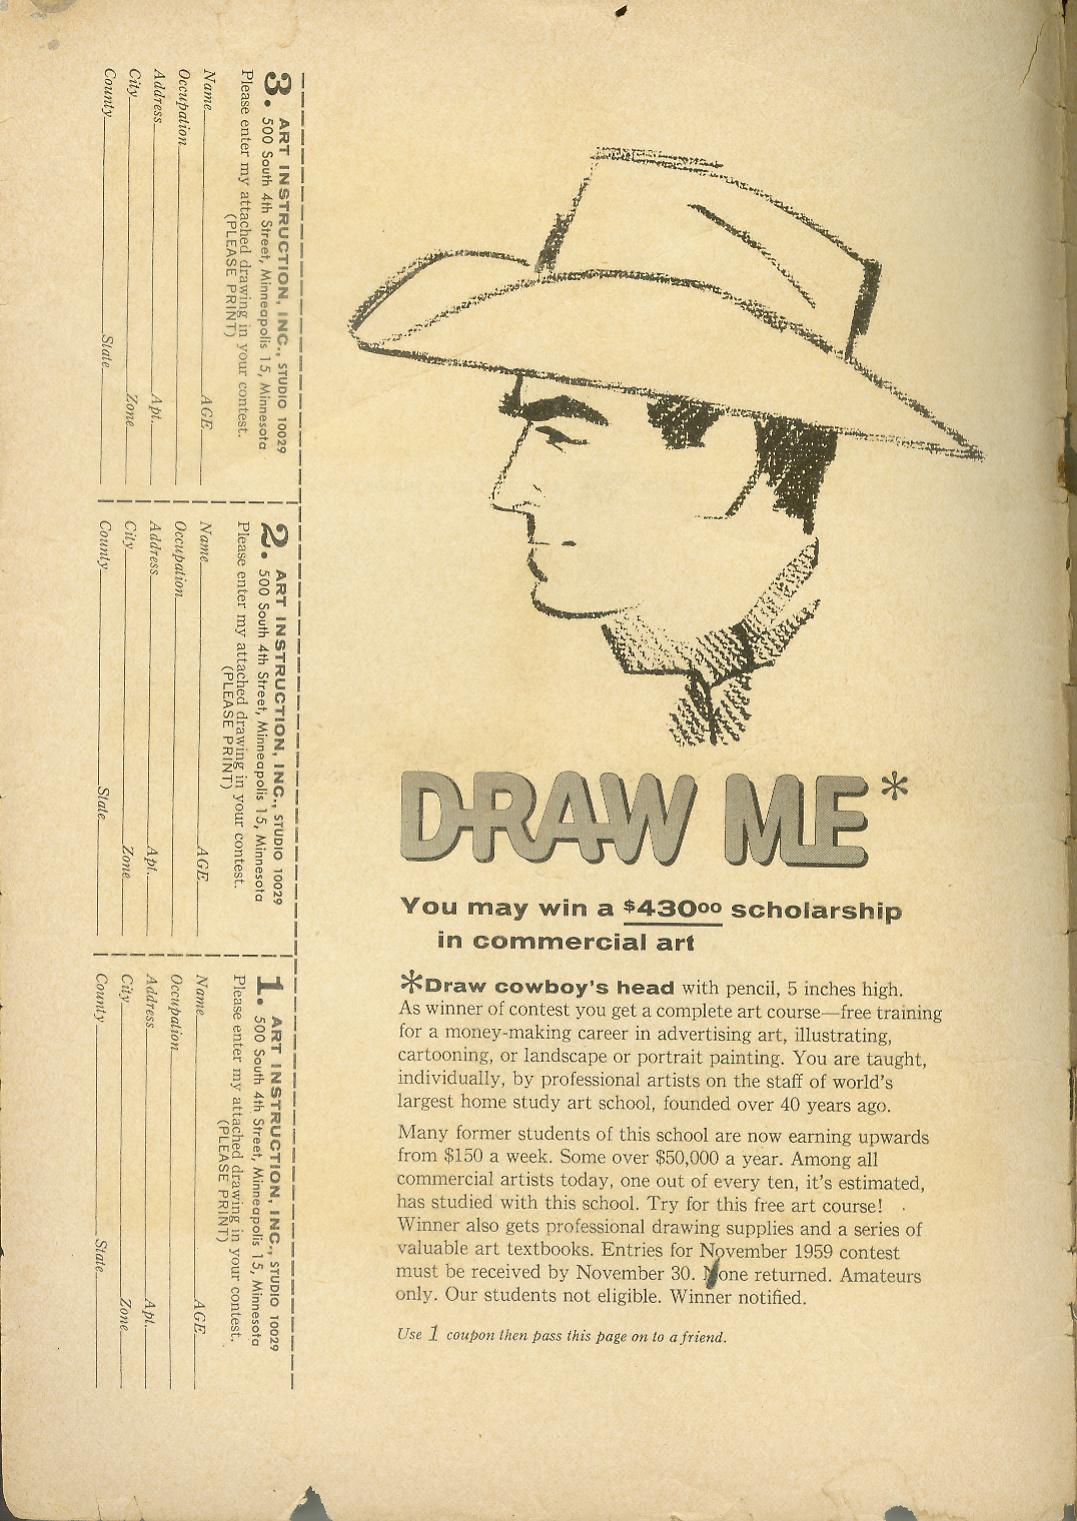 DRAW ME*
You may win a $430⁰⁰ scholarship
in commercial art
*Draw cowboy's head with pencil, 5 inches high.
As winner of contest you get a complete art course—free training
for a money-making career in advertising art, illustrating,
cartooning, or landscape or portrait painting. You are taught,
individually, by professional artists on the staff of world's
largest home study art school, founded over 40 years ago.
Many former students of this school are now earning upwards
from $150 a week. Some over $50,000 a year. Among all
commercial artists today, one out of every ten, it's estimated,
has studied with this school. Try for this free art course!
Winner also gets professional drawing supplies and a series of
valuable art textbooks. Entries for November 1959 contest
must be received by November 30. None returned. Amateurs
only. Our students not eligible. Winner notified.
Use 1 coupon then pass this page on to a friend.
3. ART INSTRUCTION, INC., STUDIO 10029
500 South 4th Street, Minneapolis 15, Minnesota
Please enter my attached drawing in your contest.
(PLEASE PRINT)
Name AGE
Occupation
Address Apt.
City Zone
County State
2. ART INSTRUCTION, INC., STUDIO 10029
500 South 4th Street, Minneapolis 15, Minnesota
Please enter my attached drawing in your contest.
(PLEASE PRINT)
Name AGE
Occupation
Address Apt.
City Zone
County State
1. ART INSTRUCTION, INC., STUDIO 10029
500 South 4th Street, Minneapolis 15, Minnesota
Please enter my attached drawing in your contest.
(PLEASE PRINT)
Name AGE
Occupation
Address Apt.
City Zone
County State